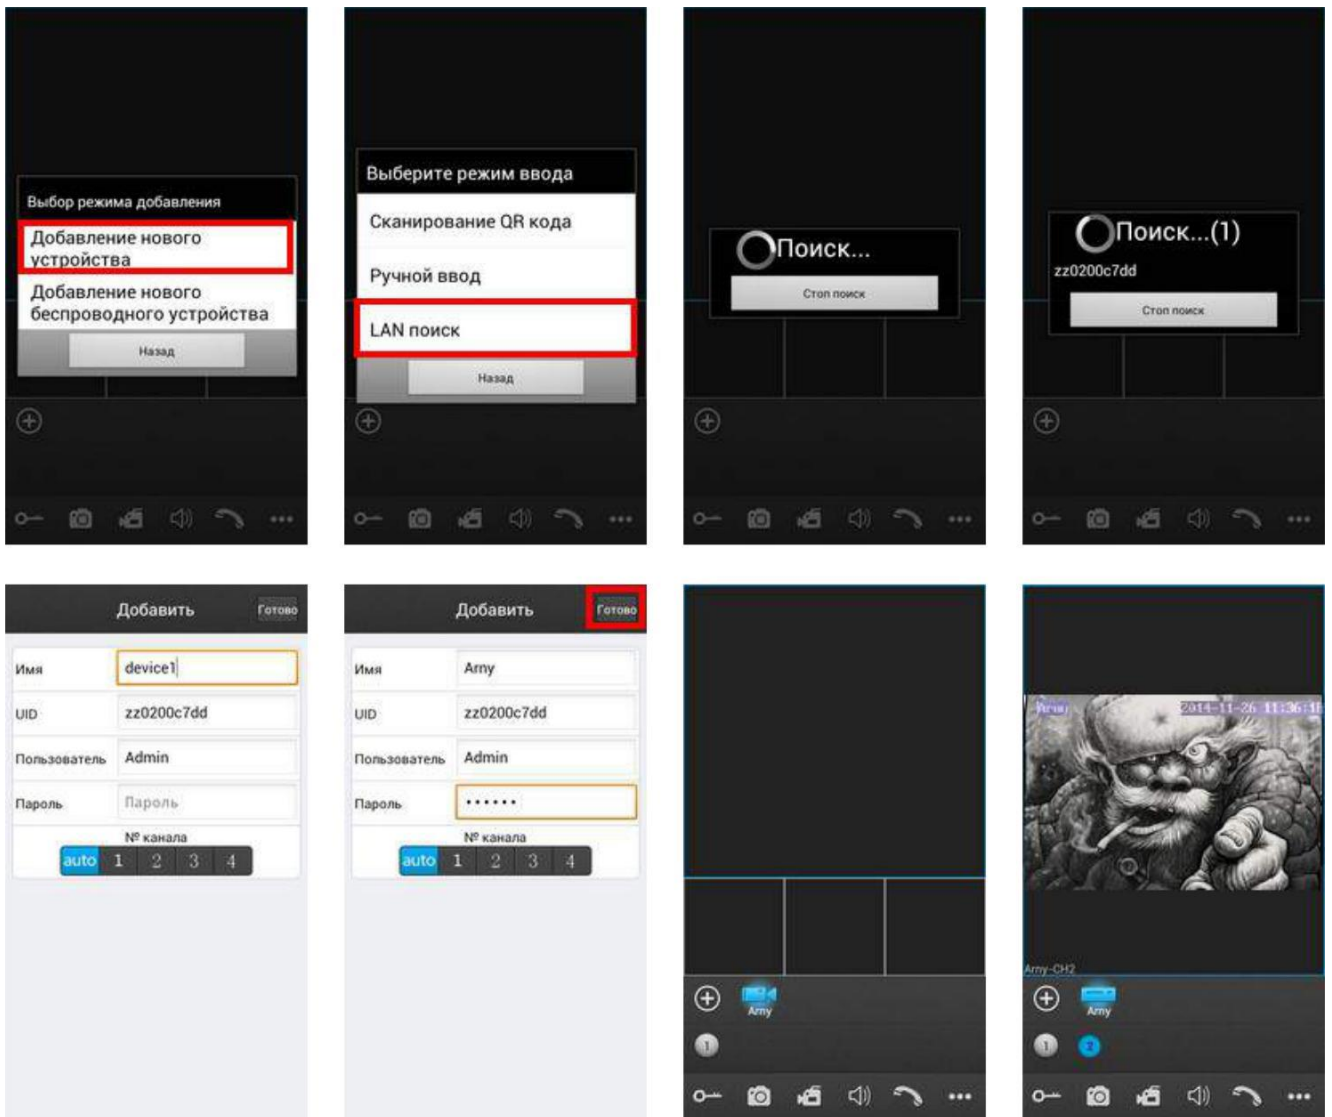 Выбор режима добавления
Добавление нового
устройства
Добавление нового
беспроводного устройства
Назад
Выберите режим ввода
Сканирование QR кода
Ручной ввод
LAN поиск
Назад
Поиск...
Стоп поиск
Поиск...(1)
zz0200c7dd
Стоп поиск
Добавить Готово
Имя device1
UID zz0200c7dd
Пользователь Admin
Пароль Пароль
№ канала
auto 1 2 3 4
Добавить Готово
Имя Arny
UID zz0200c7dd
Пользователь Admin
Пароль ••••••
№ канала
auto 1 2 3 4
Arny
1
2014-11-26 11:36:18
Arny-CH2
Arny
1 2